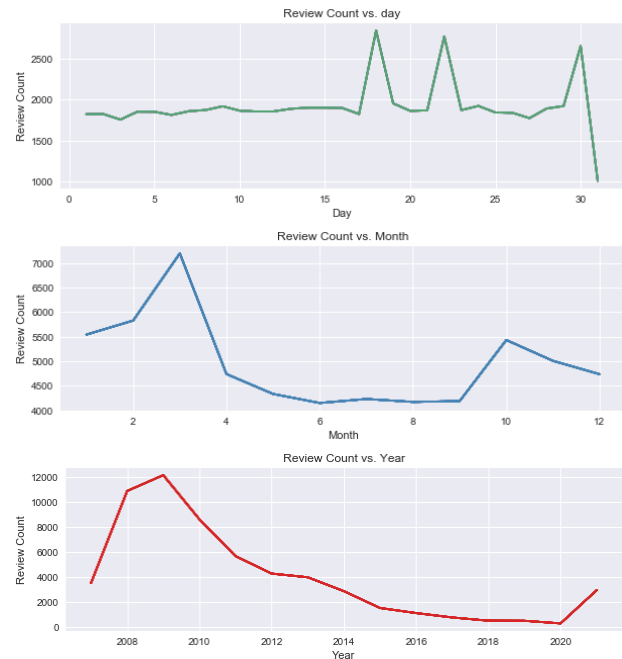 Review Count vs. day
2500
2000
1500
1000
Review Count
0 5 10 15 20 25 30
Day
Review Count vs. Month
7000
6500
6000
5500
5000
4500
4000
Review Count
2 4 6 8 10 12
Month
Review Count vs. Year
12000
10000
8000
6000
4000
2000
0
Review Count
2008 2010 2012 2014 2016 2018 2020
Year